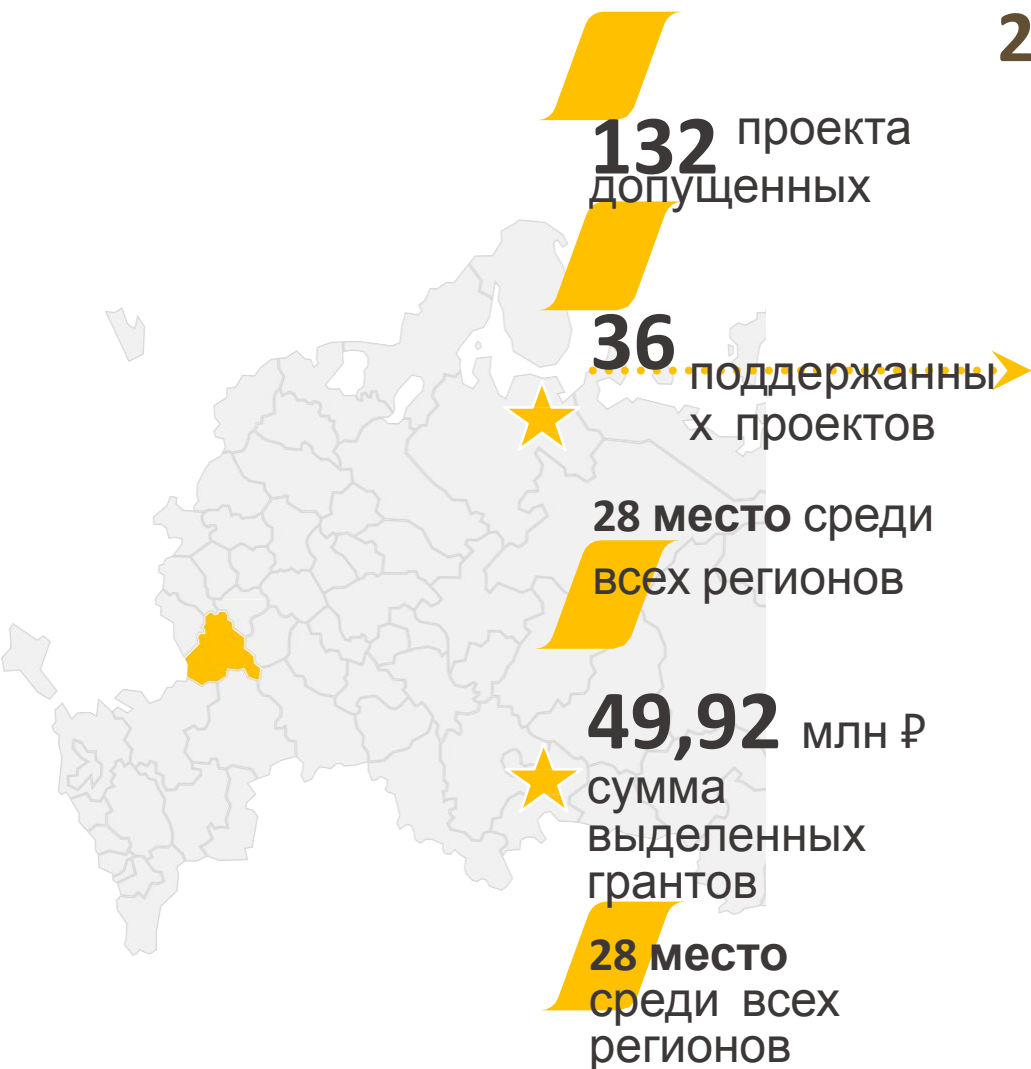 2
132 проекта
допущенных
36 поддержанны
х проектов
28 место среди
всех регионов
49,92 млн ₽
сумма
выделенных
грантов
28 место
среди всех
регионов